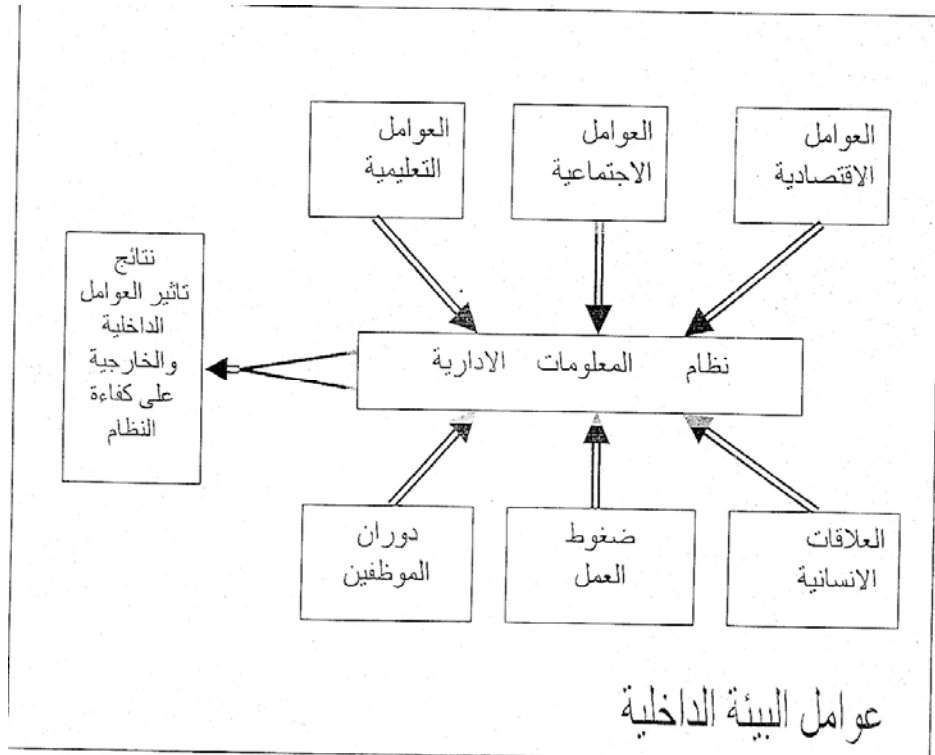 العوامل
الاقتصادية
العوامل
الاجتماعية
العوامل
التعليمية
نتائج
تاثير العوامل
الداخلية
والخارجية
على كفاءة
النظام
نظام المعلومات الادارية
العلاقات
الانسانية
ضغوط
العمل
دوران
الموظفين
عوامل البيئة الداخلية